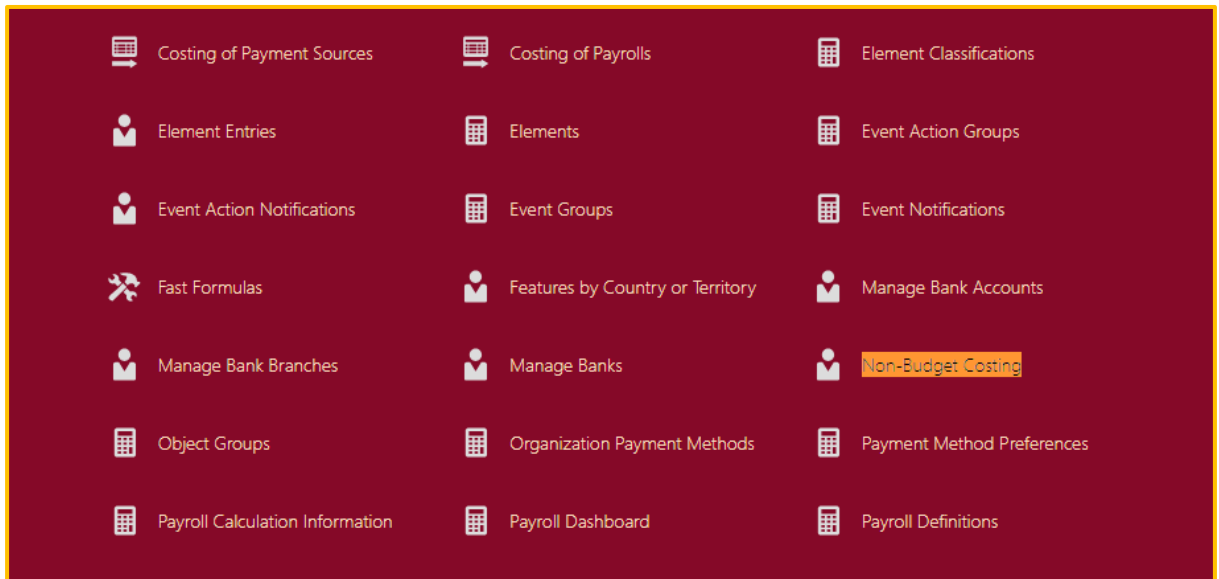 Costing of Payment Sources
Costing of Payrolls
Element Classifications
Element Entries
Elements
Event Action Groups
Event Action Notifications
Event Groups
Event Notifications
Fast Formulas
Features by Country or Territory
Manage Bank Accounts
Manage Bank Branches
Manage Banks
Non-Budget Costing
Object Groups
Organization Payment Methods
Payment Method Preferences
Payroll Calculation Information
Payroll Dashboard
Payroll Definitions